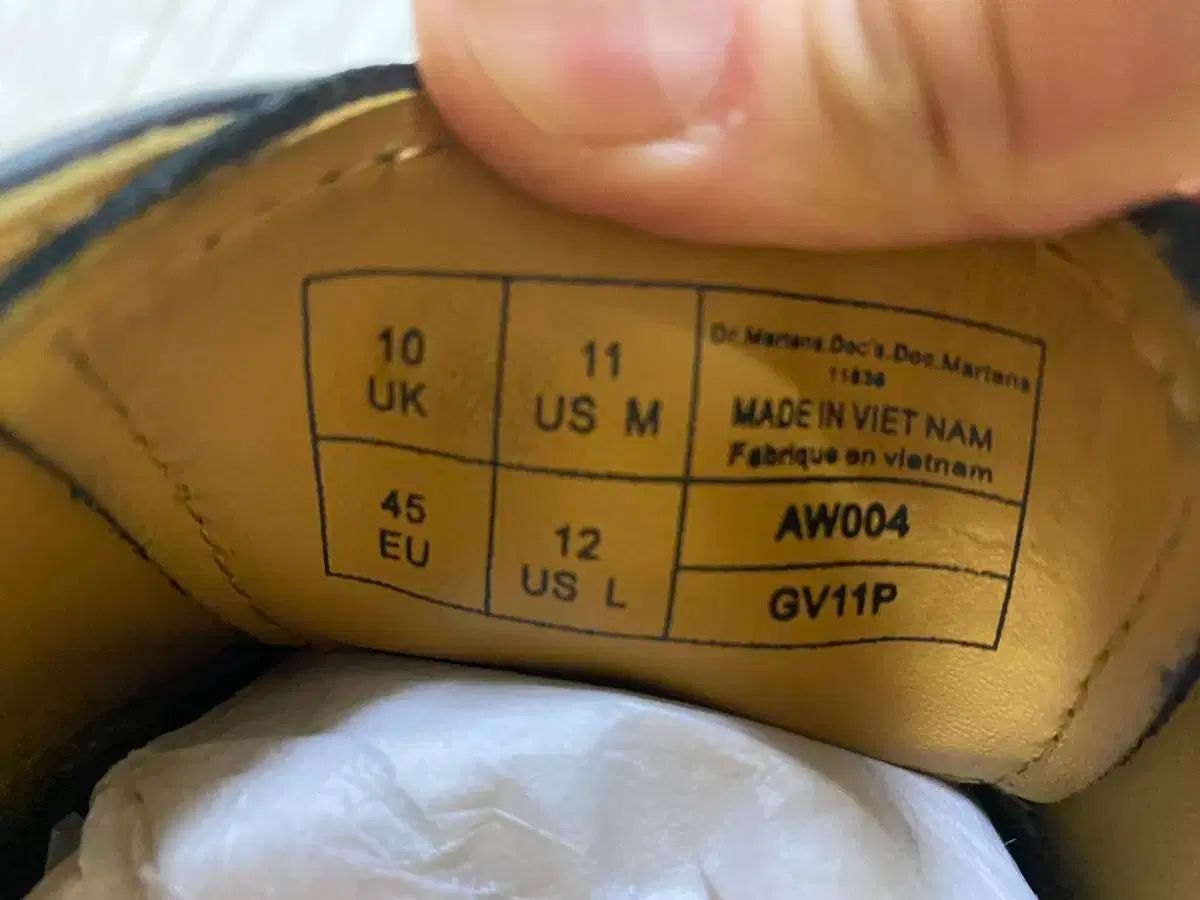 10
UK
11
US M
Dr.Martens.Doc's.Doc.Martens
11838
MADE IN VIET NAM
Fabrique en vietnam
45
EU
12
US L
AW004
GV11P